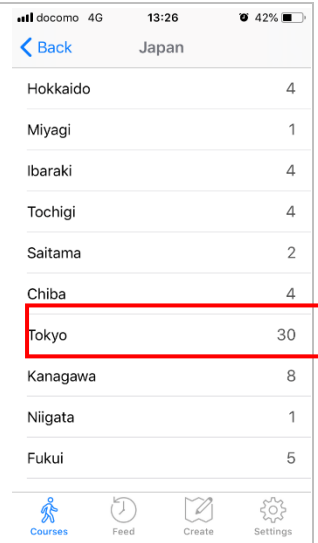 docomo 4G 13:26 42%
Back Japan
Hokkaido 4
Miyagi 1
Ibaraki 4
Tochigi 4
Saitama 2
Chiba 4
Tokyo 30
Kanagawa 8
Niigata 1
Fukui 5
Courses Feed Create Settings